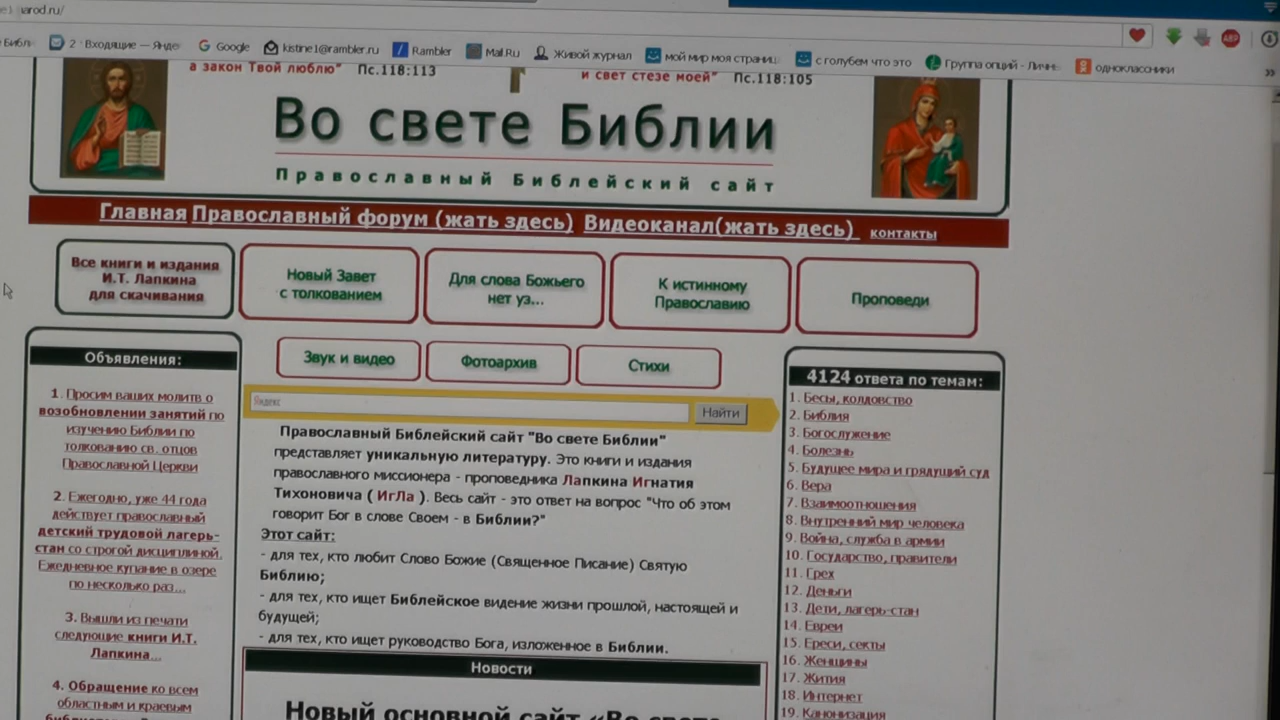 narod.ru/
2 · Входящие — Янде
Google
kistine1@rambler.ru
Rambler
Mail.Ru
Живой журнал
мой мир моя страниц
с голубем что это
Группа опций - Личн
одноклассники
а закон Твой люблю" Пс.118:113
и свет стезе моей" Пс.118:105
Во свете Библии
Православный Библейский сайт
Главная Православный форум (жать здесь) Видеоканал(жать здесь) контакты
Все книги и издания
И.Т. Лапкина
для скачивания
Новый Завет
с толкованием
Для слова Божьего
нет уз...
К истинному
Православию
Проповеди
Звук и видео
Фотоархив
Стихи
Объявления:
1. Просим ваших молитв о
возобновлении занятий по
изучению Библии по
толкованию св. отцов
Православной Церкви
2. Ежегодно, уже 44 года
действует православный
детский трудовой лагерь-
стан со строгой дисциплиной.
Ежедневное купание в озере
по несколько раз...
3. Вышли из печати
следующие книги И.Т.
Лапкина...
4. Обращение ко всем
областным и краевым
Яндекс
Найти
Православный Библейский сайт "Во свете Библии"
представляет уникальную литературу. Это книги и издания
православного миссионера - проповедника Лапкина Игнатия
Тихоновича ( ИгЛа ). Весь сайт - это ответ на вопрос "Что об этом
говорит Бог в слове Своем - в Библии?"
Этот сайт:
- для тех, кто любит Слово Божие (Священное Писание) Святую
Библию;
- для тех, кто ищет Библейское видение жизни прошлой, настоящей и
будущей;
- для тех, кто ищет руководство Бога, изложенное в Библии.
Новости
Новый основной сайт «Во свете
4124 ответа по темам:
1. Бесы, колдовство
2. Библия
3. Богослужение
4. Болезнь
5. Будущее мира и грядущий суд
6. Вера
7. Взаимоотношения
8. Внутренний мир человека
9. Война, служба в армии
10. Государство, правители
11. Грех
12. Деньги
13. Дети, лагерь-стан
14. Евреи
15. Ереси, секты
16. Женщины
17. Жития
18. Интернет
19. Канонизация